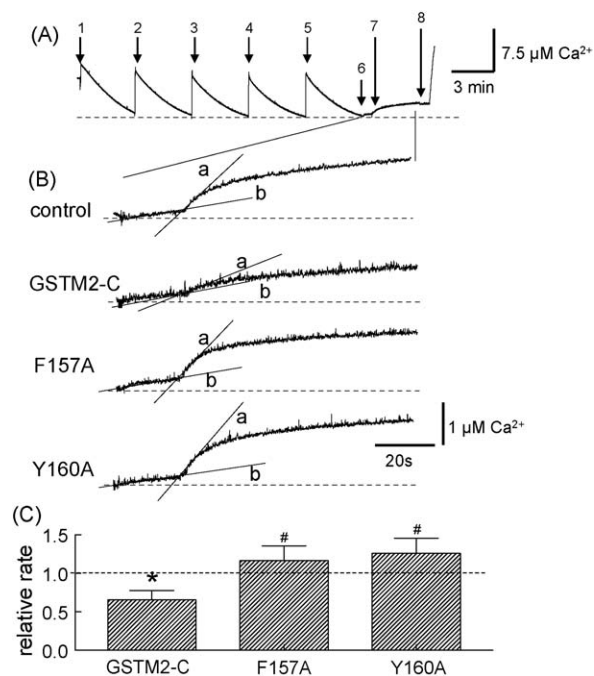 (A)
1 2 3 4 5 6 7 8
7.5 µM Ca²⁺
3 min
(B)
control
a
b
GSTM2-C
a
b
F157A
a
b
Y160A
a
b
1 µM Ca²⁺
20s
(C)
relative rate
1.5
1.0
0.5
0.0
*
#
#
GSTM2-C F157A Y160A